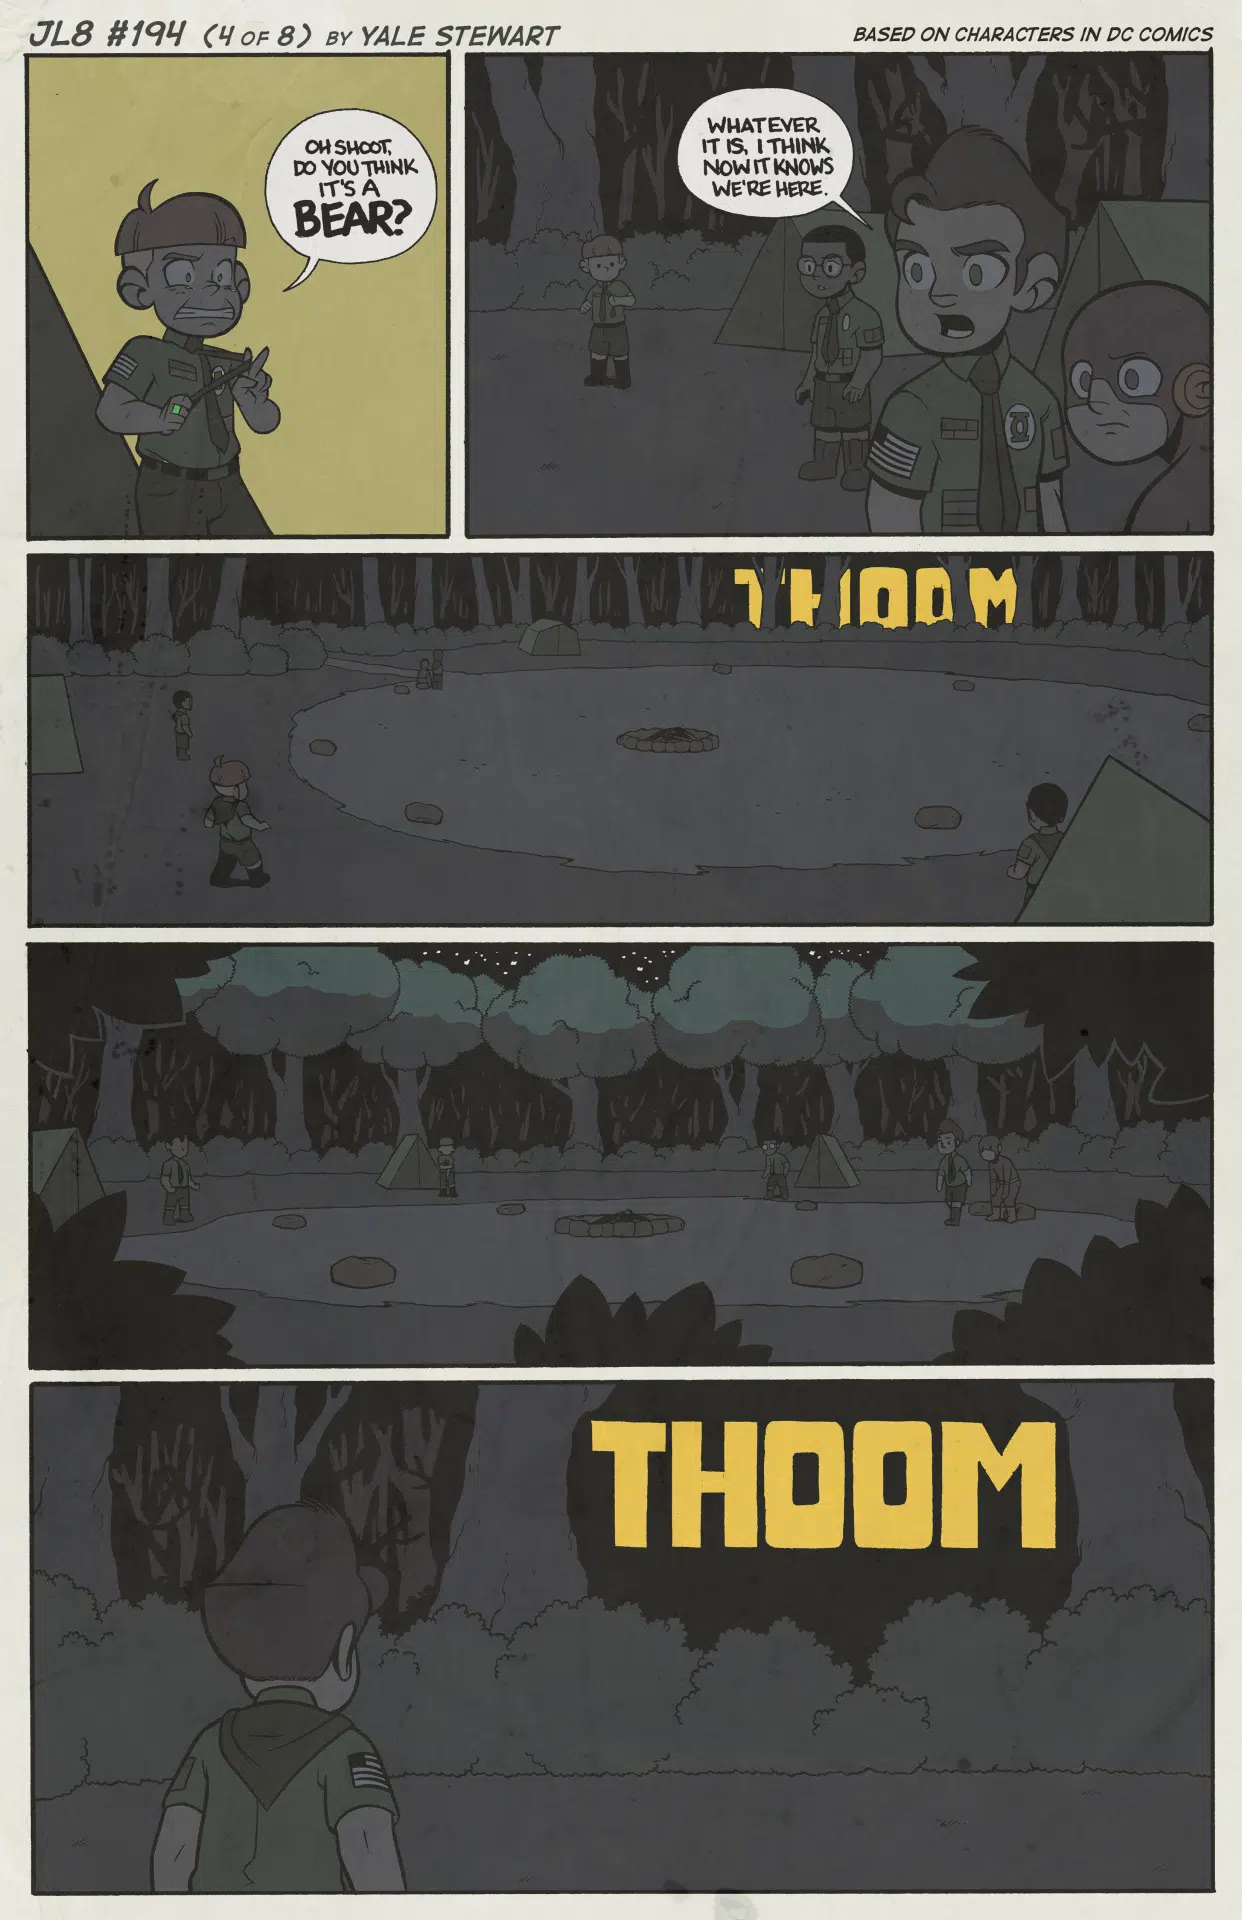 JL8 #194 (4 OF 8) BY YALE STEWART
BASED ON CHARACTERS IN DC COMICS
OH SHOOT,
DO YOU THINK
IT'S A
BEAR?
WHATEVER
IT IS, I THINK
NOW IT KNOWS
WE'RE HERE.
THOOM
THOOM